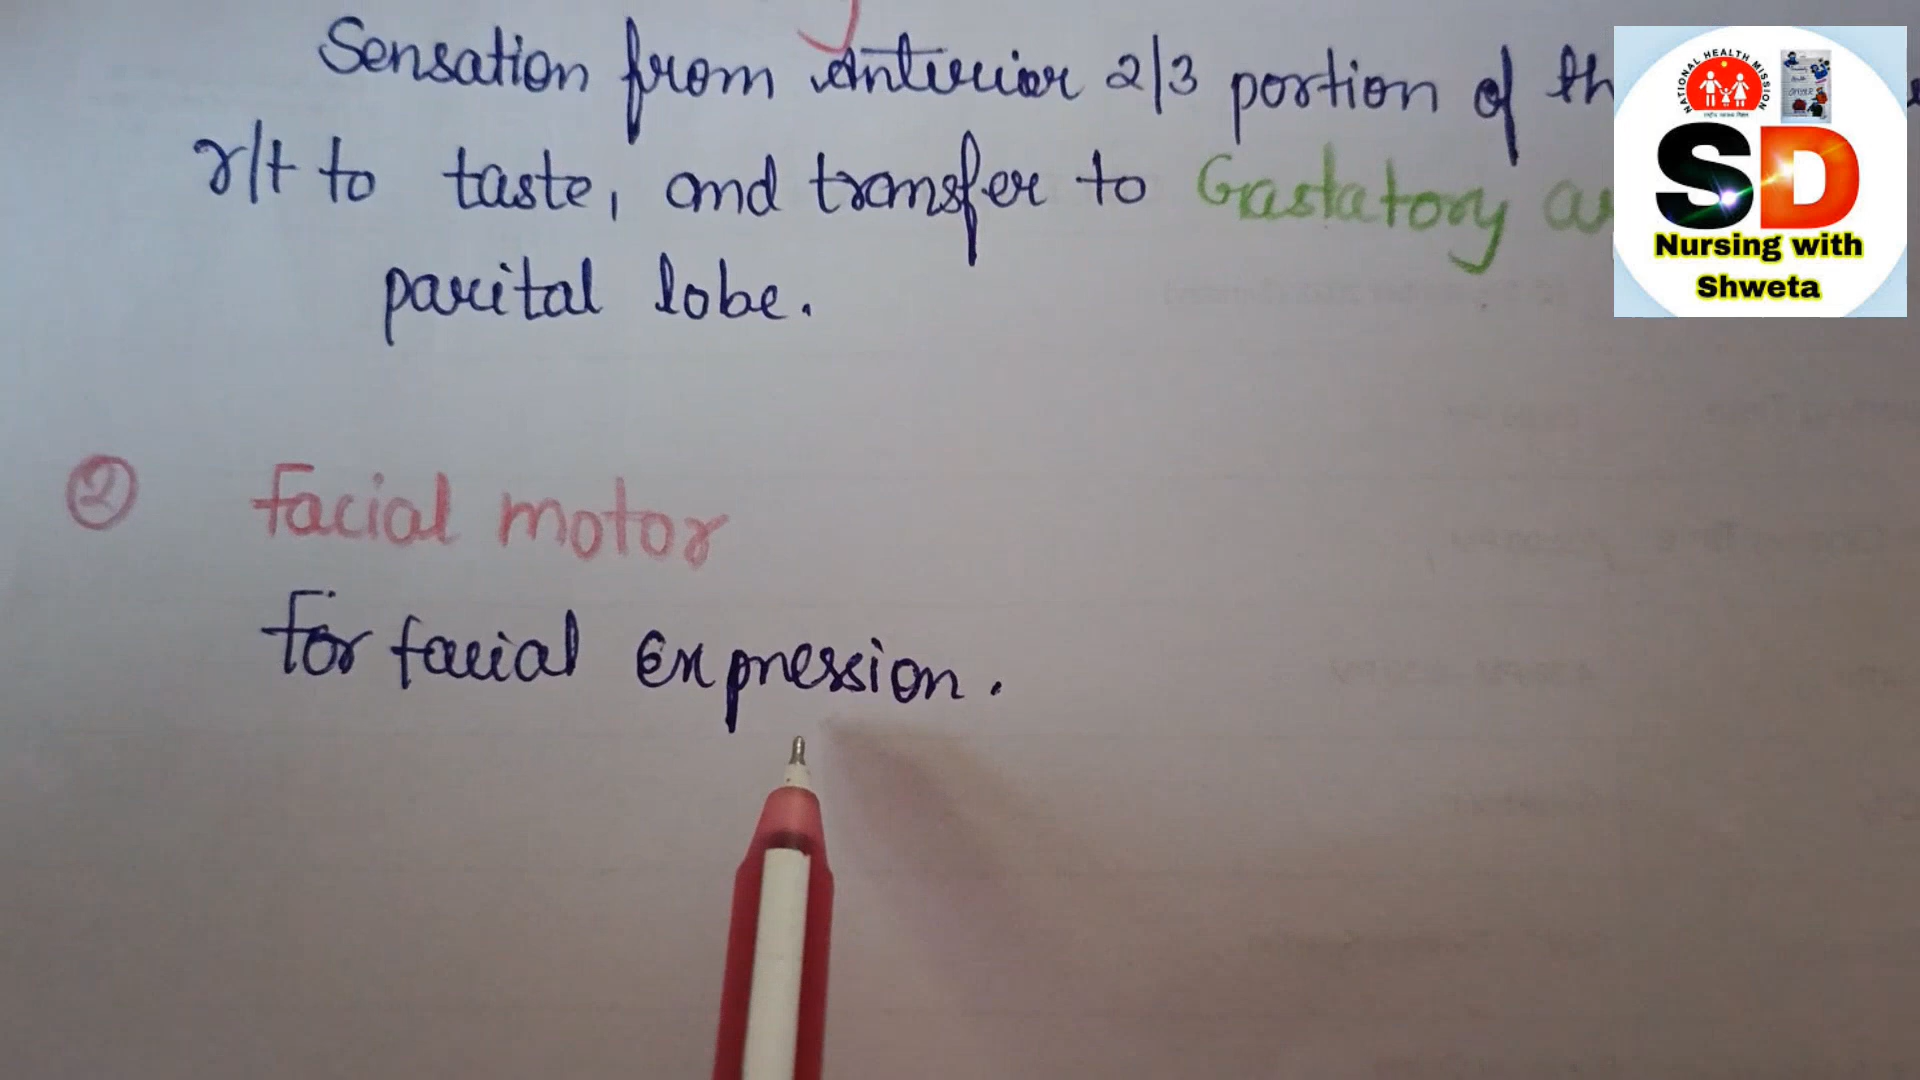 Sensation from Anterior 2/3 portion of th
r/t to taste, and transfer to Gastatory a
parital lobe.
② Facial motor
For facial Expression.
NATIONAL HEALTH MISSION
SD
Nursing with
Shweta